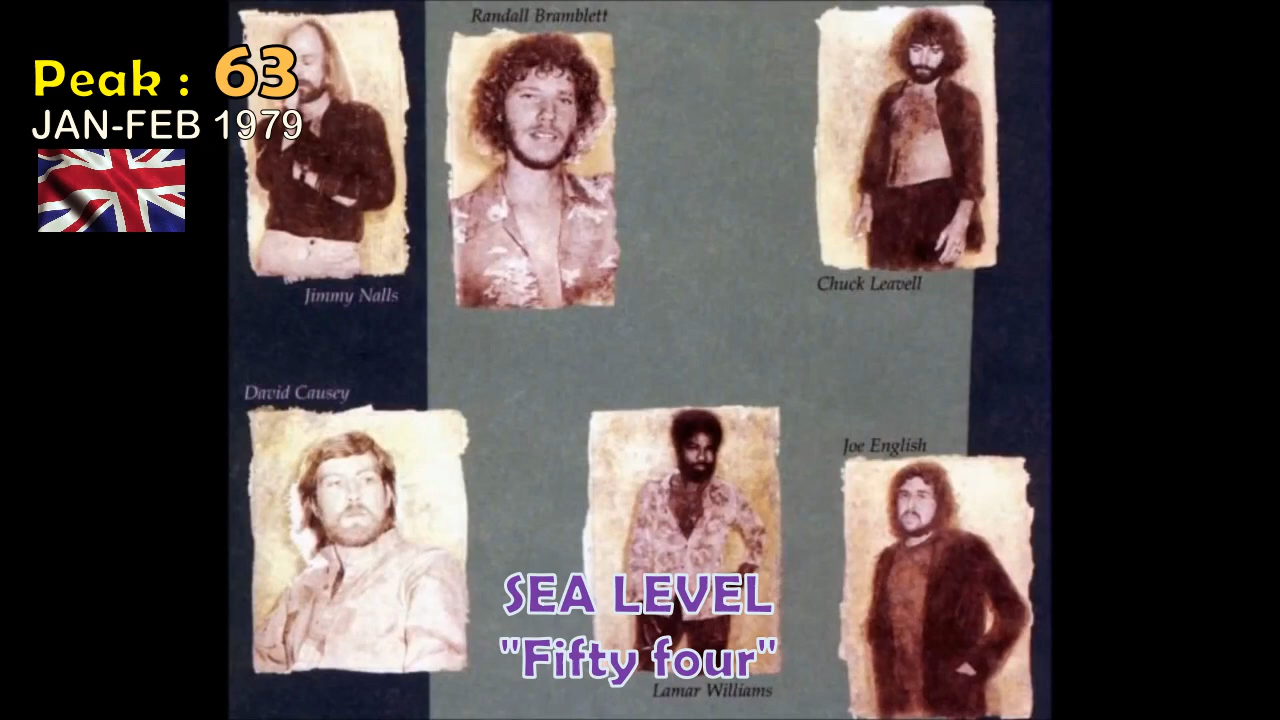 Peak : 63
JAN-FEB 1979
Randall Bramblett
Jimmy Nalls
Chuck Leavell
David Causey
Joe English
SEA LEVEL
"Fifty four"
Lamar Williams